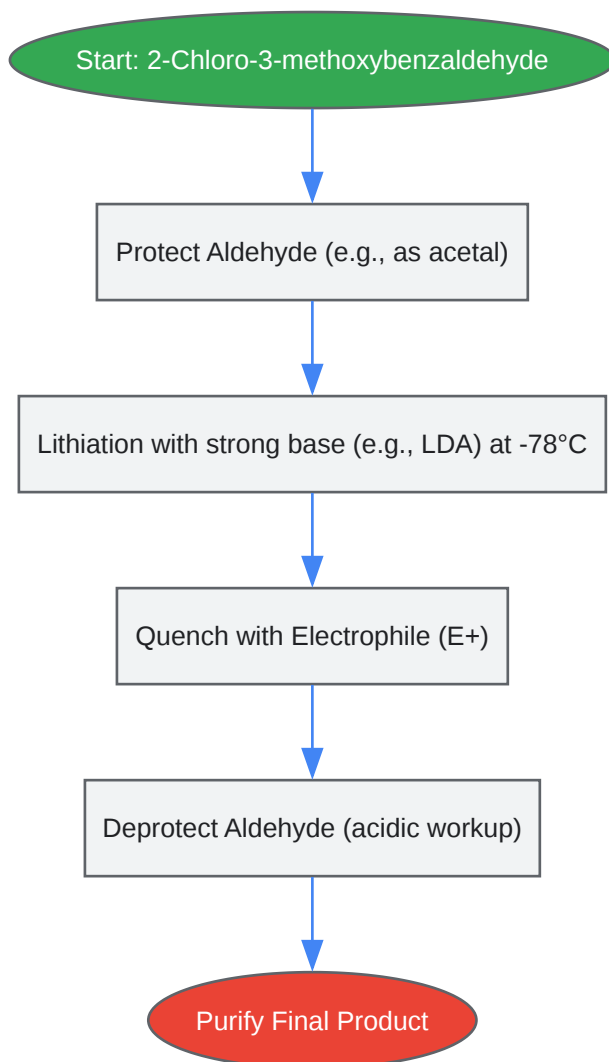 Start: 2-Chloro-3-methoxybenzaldehyde
Protect Aldehyde (e.g., as acetal)
Lithiation with strong base (e.g., LDA) at -78°C
Quench with Electrophile (E+)
Deprotect Aldehyde (acidic workup)
Purify Final Product